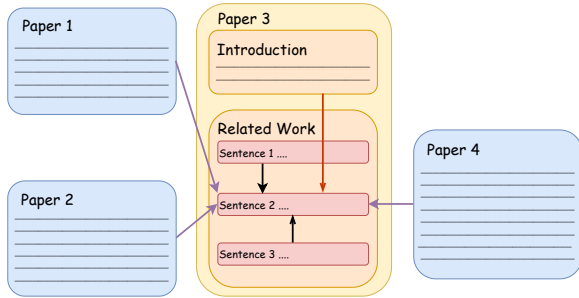 Paper 1
Paper 3
Introduction
Related Work
Sentence 1 ....
Sentence 2 ....
Sentence 3 ....
Paper 2
Paper 4